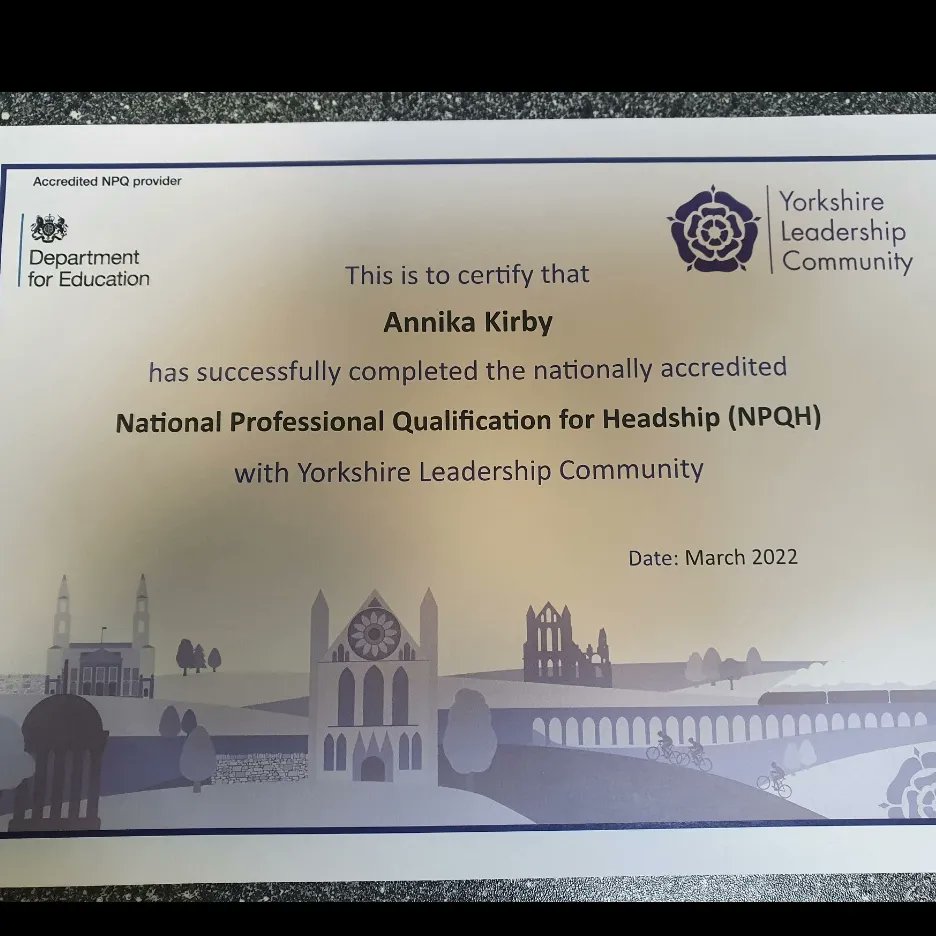 Accredited NPQ provider
Department
for Education
Yorkshire
Leadership
Community
This is to certify that
Annika Kirby
has successfully completed the nationally accredited
National Professional Qualification for Headship (NPQH)
with Yorkshire Leadership Community
Date: March 2022